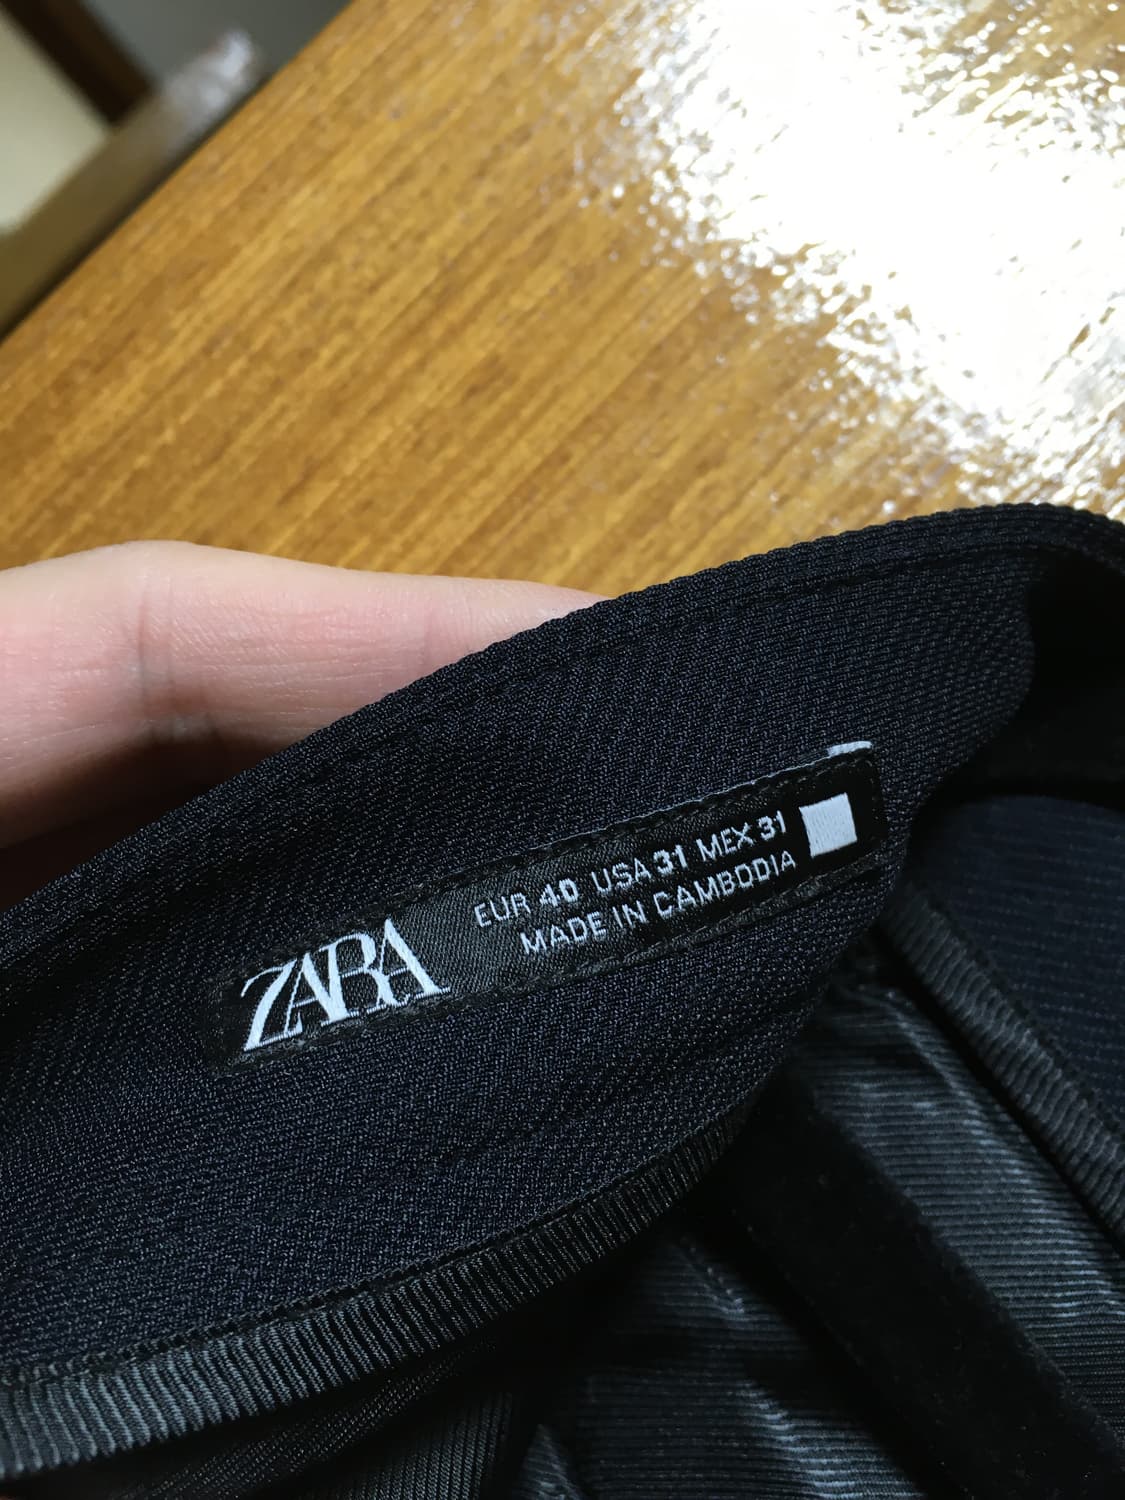 ZARA
EUR 40 USA 31 MEX 31
MADE IN CAMBODIA